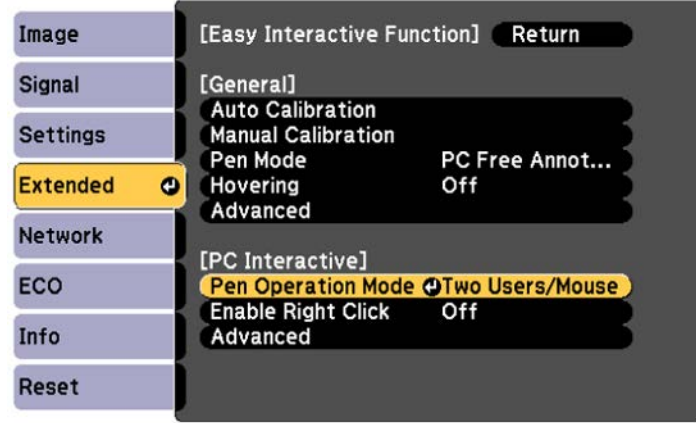 Image
Signal
Settings
Extended
Network
ECO
Info
Reset
[Easy Interactive Function] Return
[General]
Auto Calibration
Manual Calibration
Pen Mode PC Free Annot...
Hovering Off
Advanced
[PC Interactive]
Pen Operation Mode Two Users/Mouse
Enable Right Click Off
Advanced